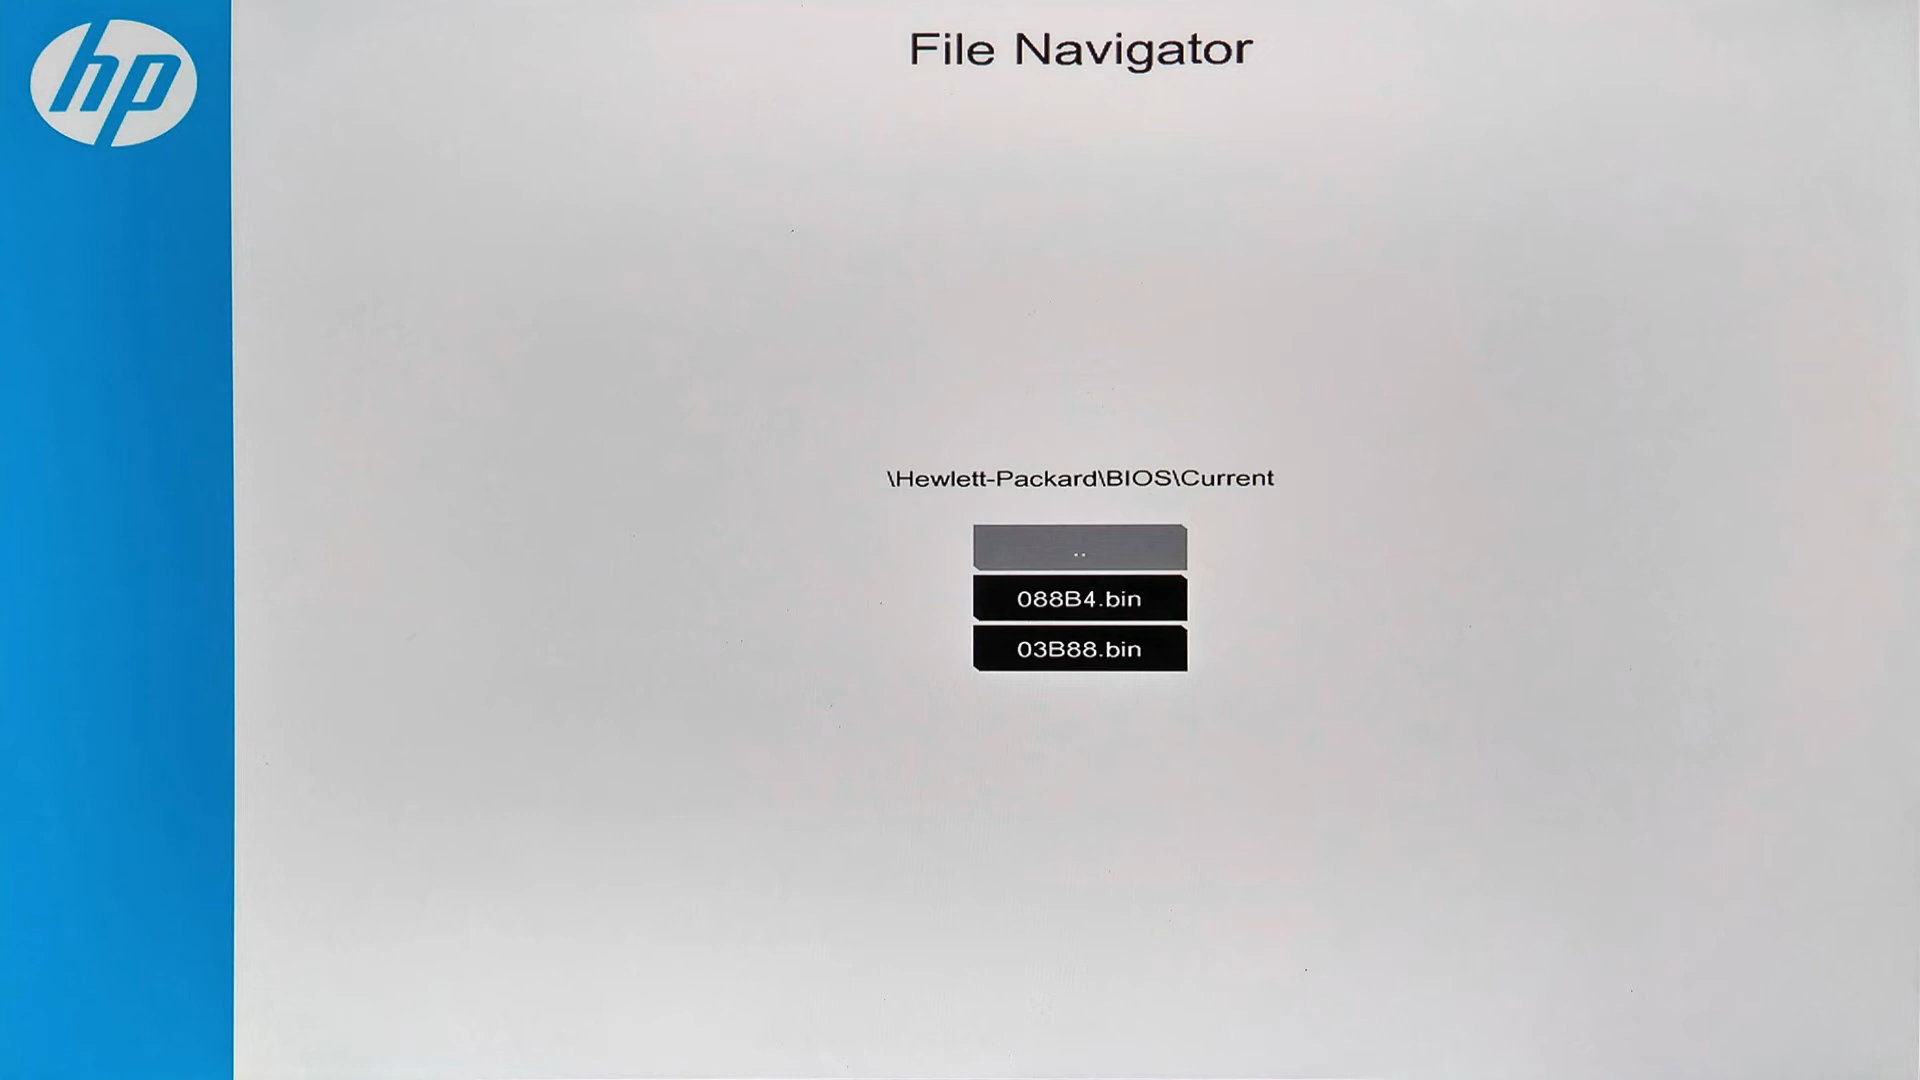 hp
File Navigator
\Hewlett-Packard\BIOS\Current
..
088B4.bin
03B88.bin